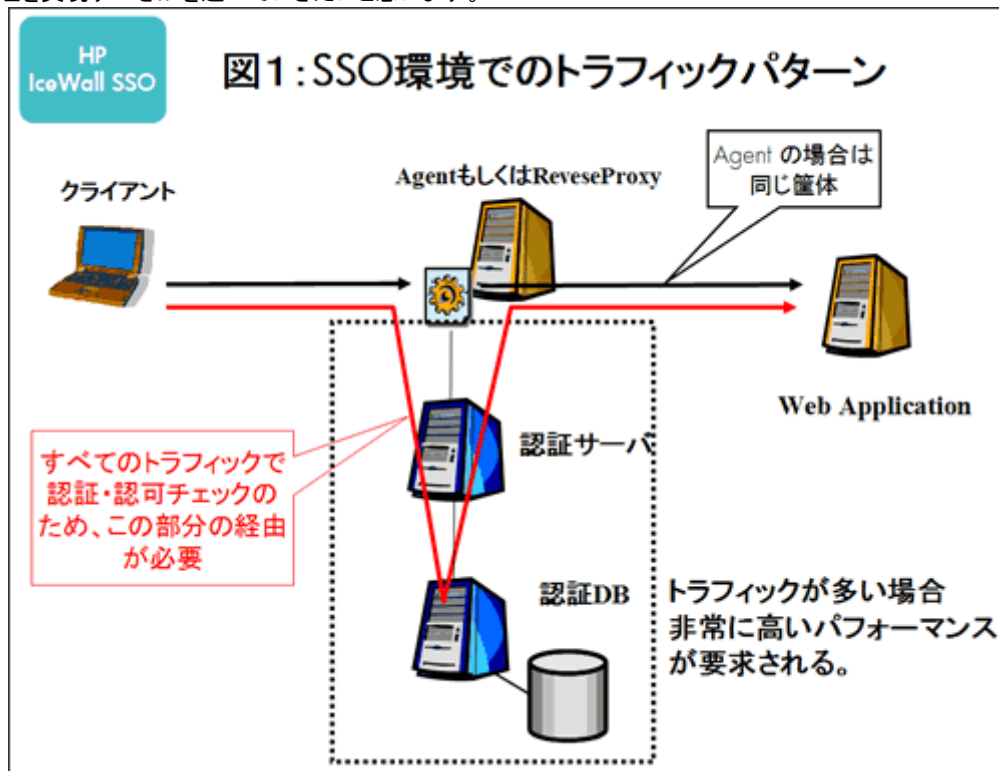 HP
IceWall SSO
図1:SSO環境でのトラフィックパターン
Agent の場合は
同じ筐体
AgentもしくはReveseProxy
クライアント
Web Application
認証サーバ
すべてのトラフィックで
認証・認可チェックの
ため、この部分の経由
が必要
認証DB
トラフィックが多い場合
非常に高いパフォーマンス
が要求される。